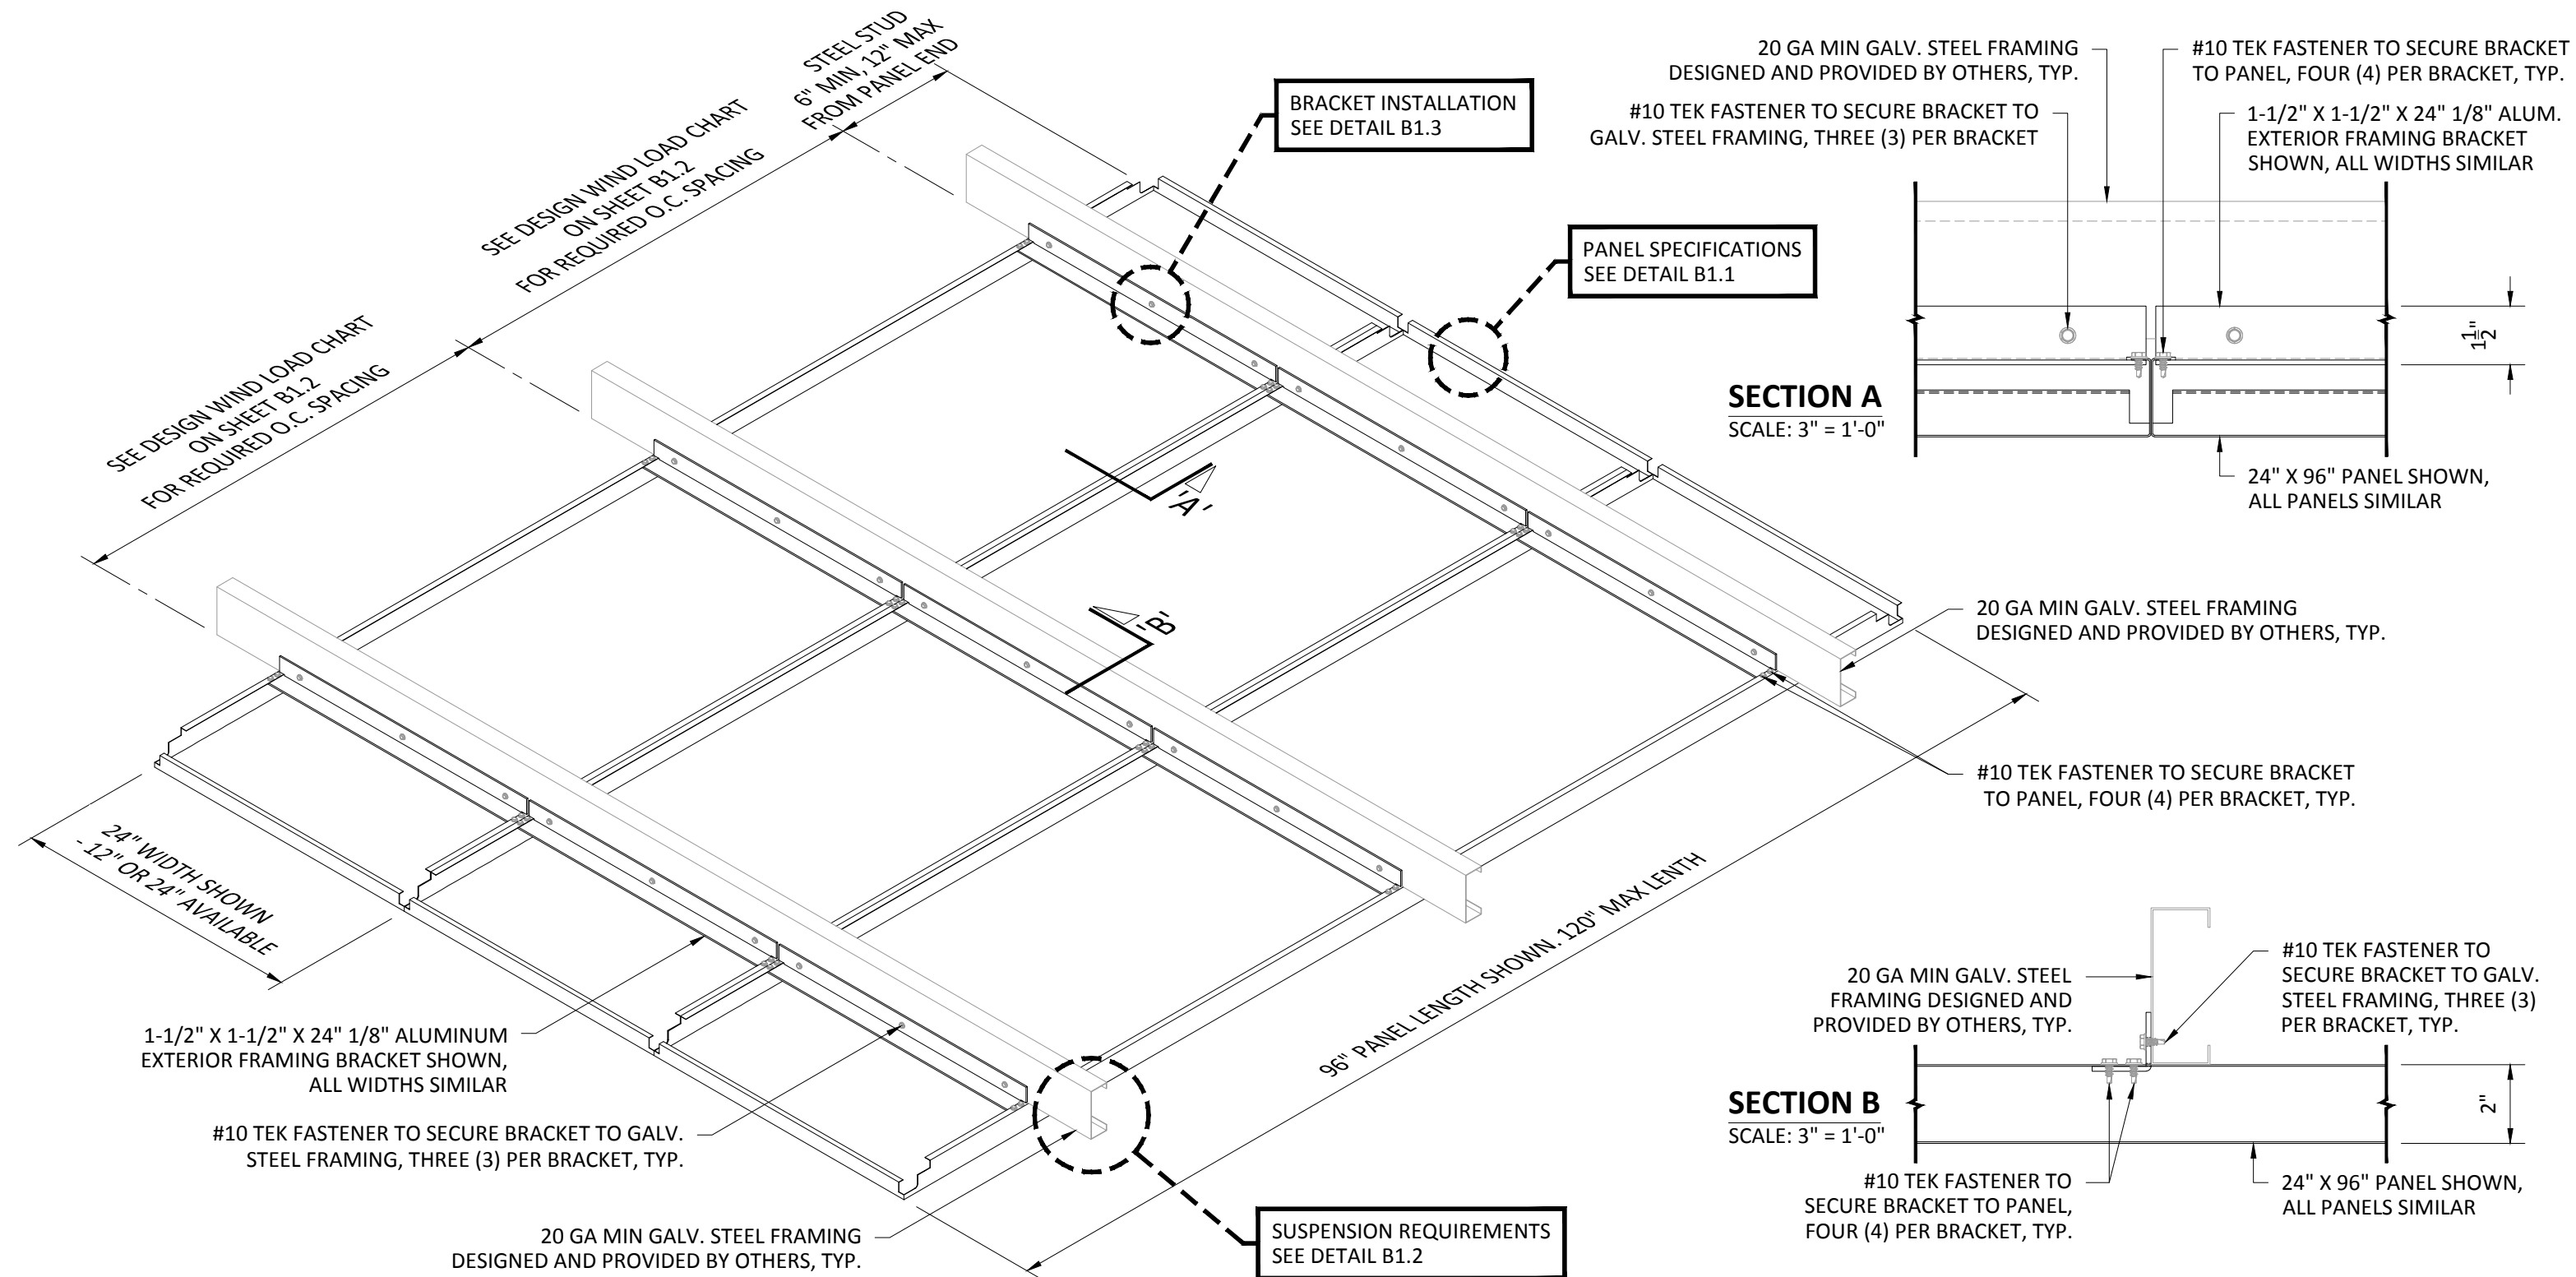 STEEL STUD
6" MIN, 12" MAX
FROM PANEL END
SEE DESIGN WIND LOAD CHART
ON SHEET B1.2
FOR REQUIRED O.C. SPACING
SEE DESIGN WIND LOAD CHART
ON SHEET B1.2
FOR REQUIRED O.C. SPACING
BRACKET INSTALLATION
SEE DETAIL B1.3
PANEL SPECIFICATIONS
SEE DETAIL B1.1
'A'
'B'
24" WIDTH SHOWN
- 12" OR 24" AVAILABLE
1-1/2" X 1-1/2" X 24" 1/8" ALUMINUM
EXTERIOR FRAMING BRACKET SHOWN,
ALL WIDTHS SIMILAR
#10 TEK FASTENER TO SECURE BRACKET TO GALV.
STEEL FRAMING, THREE (3) PER BRACKET, TYP.
20 GA MIN GALV. STEEL FRAMING
DESIGNED AND PROVIDED BY OTHERS, TYP.
SUSPENSION REQUIREMENTS
SEE DETAIL B1.2
96" PANEL LENGTH SHOWN. 120" MAX LENTH
20 GA MIN GALV. STEEL FRAMING
DESIGNED AND PROVIDED BY OTHERS, TYP.
#10 TEK FASTENER TO SECURE BRACKET
TO PANEL, FOUR (4) PER BRACKET, TYP.
20 GA MIN GALV. STEEL FRAMING
DESIGNED AND PROVIDED BY OTHERS, TYP.
#10 TEK FASTENER TO SECURE BRACKET TO
GALV. STEEL FRAMING, THREE (3) PER BRACKET
#10 TEK FASTENER TO SECURE BRACKET
TO PANEL, FOUR (4) PER BRACKET, TYP.
1-1/2" X 1-1/2" X 24" 1/8" ALUM.
EXTERIOR FRAMING BRACKET
SHOWN, ALL WIDTHS SIMILAR
1 1/2"
SECTION A
SCALE: 3" = 1'-0"
24" X 96" PANEL SHOWN,
ALL PANELS SIMILAR
20 GA MIN GALV. STEEL
FRAMING DESIGNED AND
PROVIDED BY OTHERS, TYP.
#10 TEK FASTENER TO
SECURE BRACKET TO GALV.
STEEL FRAMING, THREE (3)
PER BRACKET, TYP.
2"
SECTION B
SCALE: 3" = 1'-0"
#10 TEK FASTENER TO
SECURE BRACKET TO PANEL,
FOUR (4) PER BRACKET, TYP.
24" X 96" PANEL SHOWN,
ALL PANELS SIMILAR